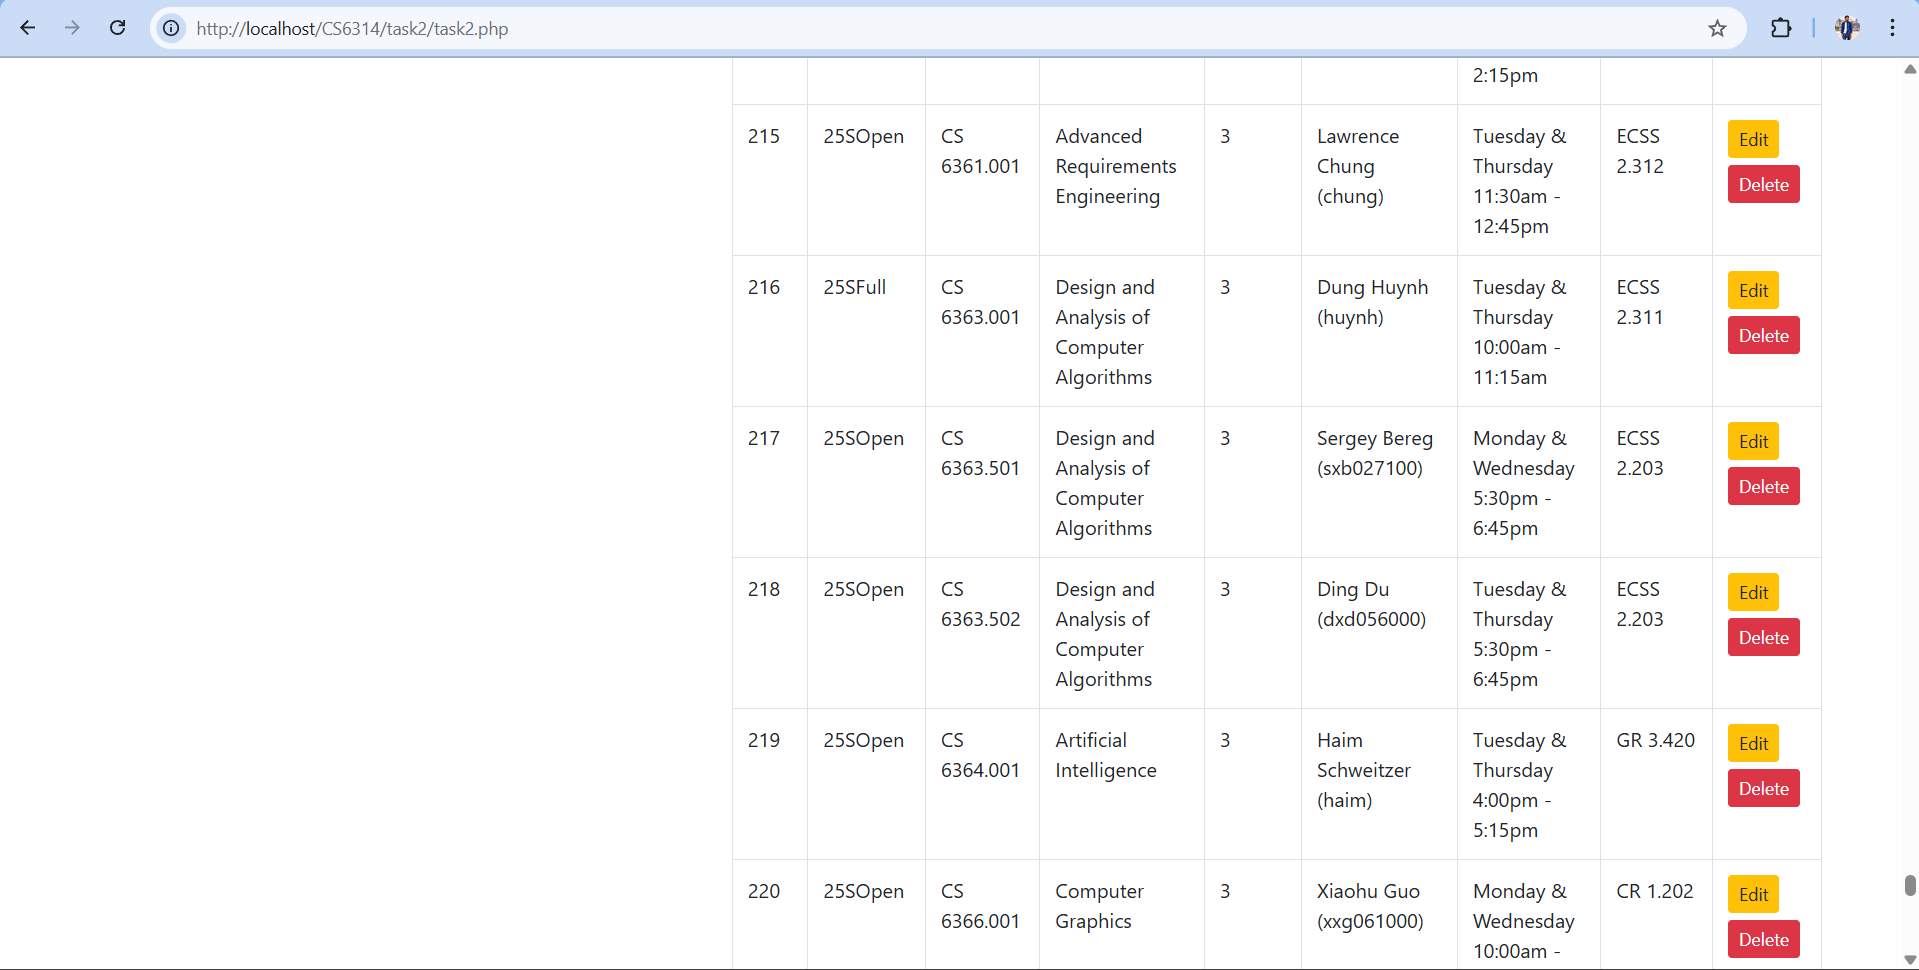 http://localhost/CS6314/task2/task2.php
2:15pm
215
25SOpen
CS
6361.001
Advanced
Requirements
Engineering
3
Lawrence
Chung
(chung)
Tuesday &
Thursday
11:30am -
12:45pm
ECSS
2.312
Edit
Delete
216
25SFull
CS
6363.001
Design and
Analysis of
Computer
Algorithms
3
Dung Huynh
(huynh)
Tuesday &
Thursday
10:00am -
11:15am
ECSS
2.311
Edit
Delete
217
25SOpen
CS
6363.501
Design and
Analysis of
Computer
Algorithms
3
Sergey Bereg
(sxb027100)
Monday &
Wednesday
5:30pm -
6:45pm
ECSS
2.203
Edit
Delete
218
25SOpen
CS
6363.502
Design and
Analysis of
Computer
Algorithms
3
Ding Du
(dxd056000)
Tuesday &
Thursday
5:30pm -
6:45pm
ECSS
2.203
Edit
Delete
219
25SOpen
CS
6364.001
Artificial
Intelligence
3
Haim
Schweitzer
(haim)
Tuesday &
Thursday
4:00pm -
5:15pm
GR 3.420
Edit
Delete
220
25SOpen
CS
6366.001
Computer
Graphics
3
Xiaohu Guo
(xxg061000)
Monday &
Wednesday
10:00am -
CR 1.202
Edit
Delete